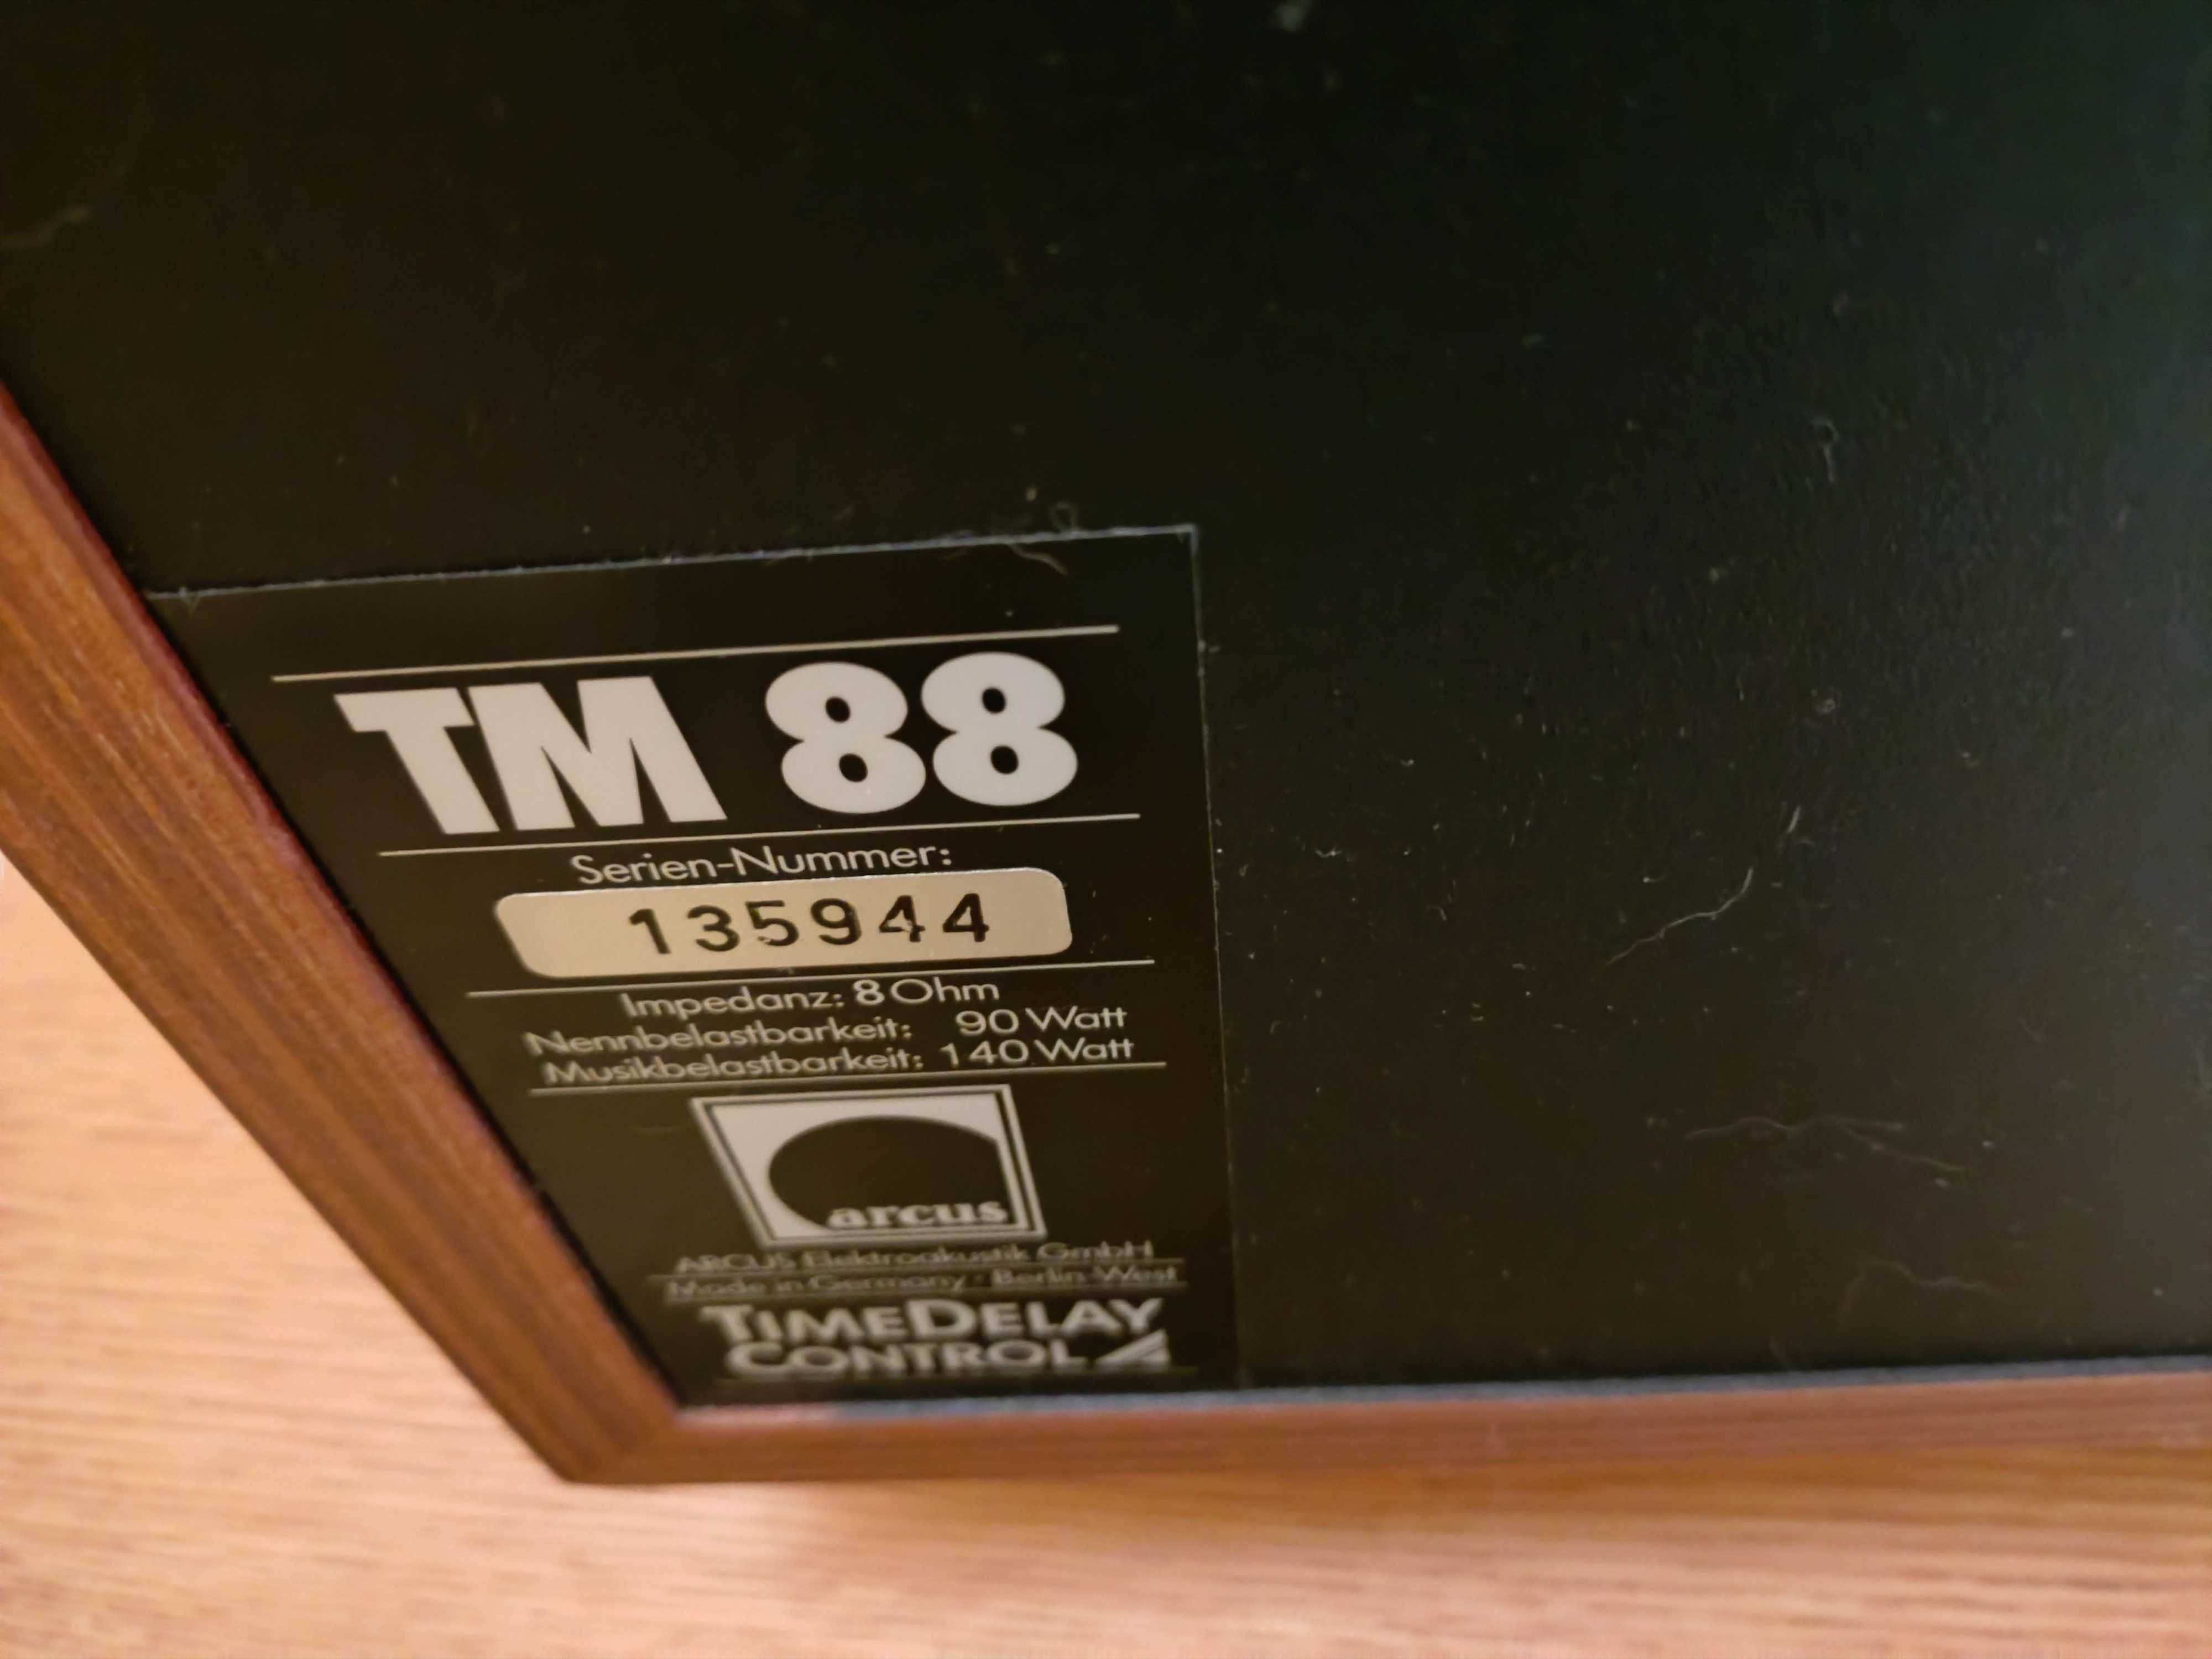 TM 88
Serien-Nummer:
135944
Impedanz: 8 Ohm
Nennbelastbarkeit: 90 Watt
Musikbelastbarkeit: 140 Watt
arcus
ARCUS Elektroakustik GmbH
Made in Germany · Berlin-West
TIMEDELAY
CONTROL